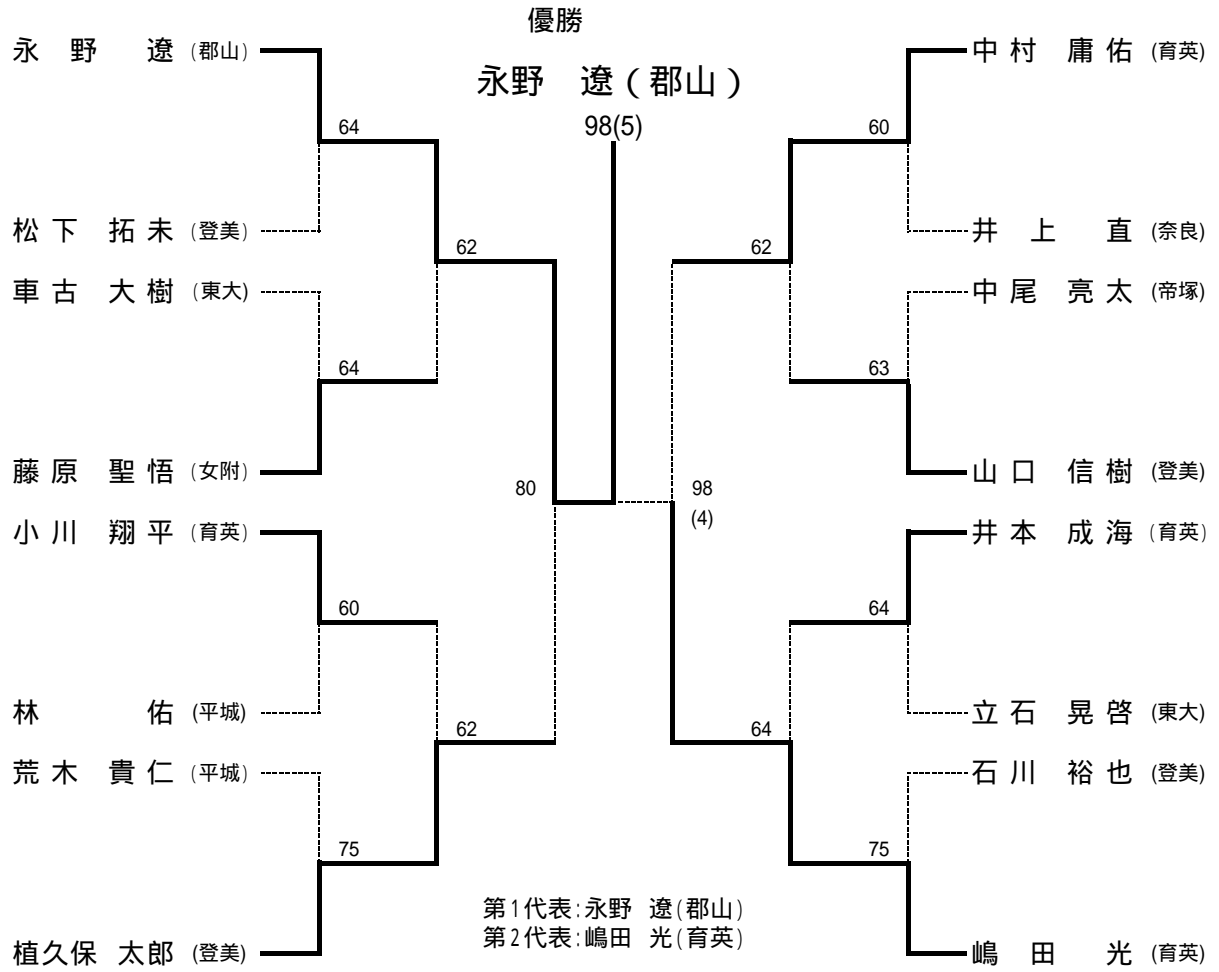 優勝
永野 遼 (郡山)
98(5)
永野 遼 (郡山)
64
松下 拓未 (登美)
62
車古 大樹 (東大)
64
藤原 聖悟 (女附)
80
小川 翔平 (育英)
60
林 佑 (平城)
62
荒木 貴仁 (平城)
75
植久保 太郎 (登美)
中村 庸佑 (育英)
60
井上 直 (奈良)
62
中尾 亮太 (帝塚)
63
山口 信樹 (登美)
98
(4)
井本 成海 (育英)
64
立石 晃啓 (東大)
64
石川 裕也 (登美)
75
嶋田 光 (育英)
第1代表:永野 遼(郡山)
第2代表:嶋田 光(育英)